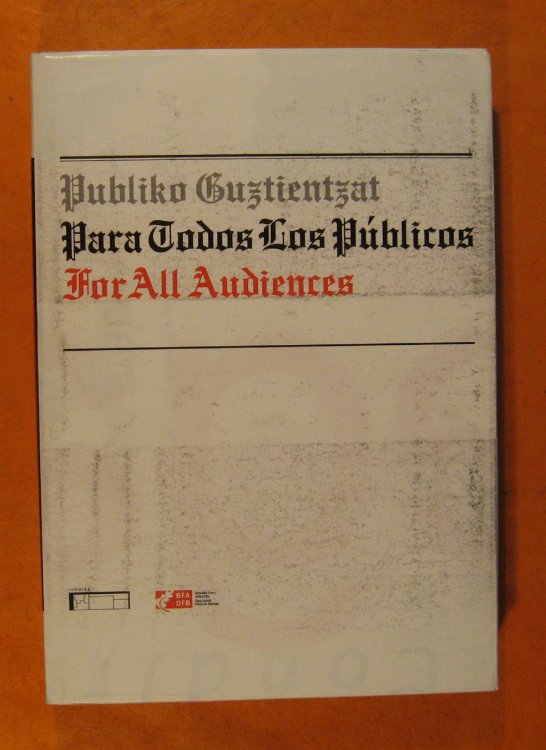 Publiko Guztientzat
Para Todos Los Públicos
For All Audiences
BFA
DFB